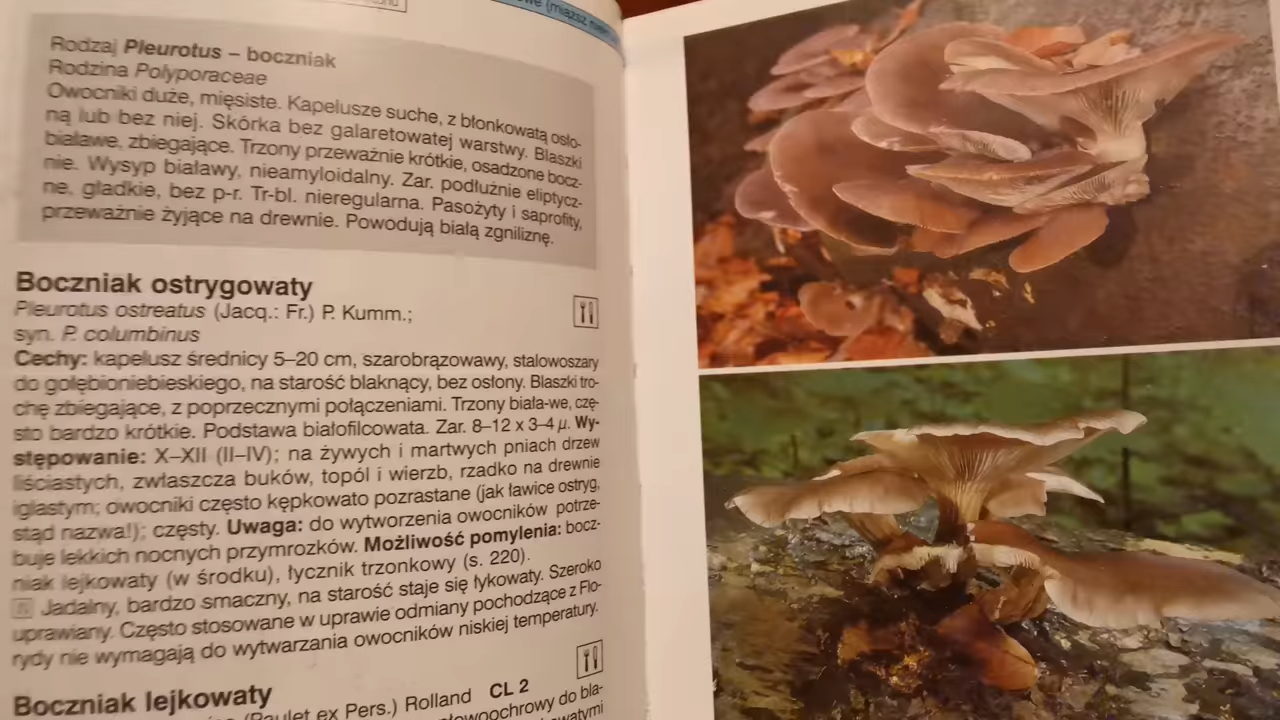 Rodzaj Pleurotus – boczniak
Rodzina Polyporaceae
Owocniki duże, mięsiste. Kapelusze suche, z błonkowatą osło-
ną lub bez niej. Skórka bez galaretowatej warstwy. Blaszki
białawe, zbiegające. Trzony przeważnie krótkie, osadzone bocz-
nie. Wysyp białawy, nieamyloidalny. Zar. podłużnie eliptycz-
ne, gładkie, bez p-r. Tr-bl. nieregularna. Pasożyty i saprofity,
przeważnie żyjące na drewnie. Powodują białą zgniliznę.
Boczniak ostrygowaty
Pleurotus ostreatus (Jacq.: Fr.) P. Kumm.;
syn. P. columbinus
Cechy: kapelusz średnicy 5–20 cm, szarobrązowawy, stalowoszary
do gołębioniebieskiego, na starość blaknący, bez osłony. Blaszki tro-
chę zbiegające, z poprzecznymi połączeniami. Trzony biała-we, czę-
sto bardzo krótkie. Podstawa białofilcowata. Zar. 8–12 x 3–4 µ. Wy-
stępowanie: X–XII (II–IV); na żywych i martwych pniach drzew
liściastych, zwłaszcza buków, topól i wierzb, rzadko na drewnie
iglastym; owocniki często kępkowato pozrastane (jak ławice ostryg,
stąd nazwa!); częsty. Uwaga: do wytworzenia owocników potrze-
buje lekkich nocnych przymrozków. Możliwość pomylenia: bocz-
niak lejkowaty (w środku), łycznik trzonkowy (s. 220).
Jadalny, bardzo smaczny, na starość staje się łykowaty. Szeroko
uprawiany. Często stosowane w uprawie odmiany pochodzące z Flo-
rydy nie wymagają do wytwarzania owocników niskiej temperatury.
Boczniak lejkowaty
(Paulet ex Pers.) Rolland CL 2
do bla-